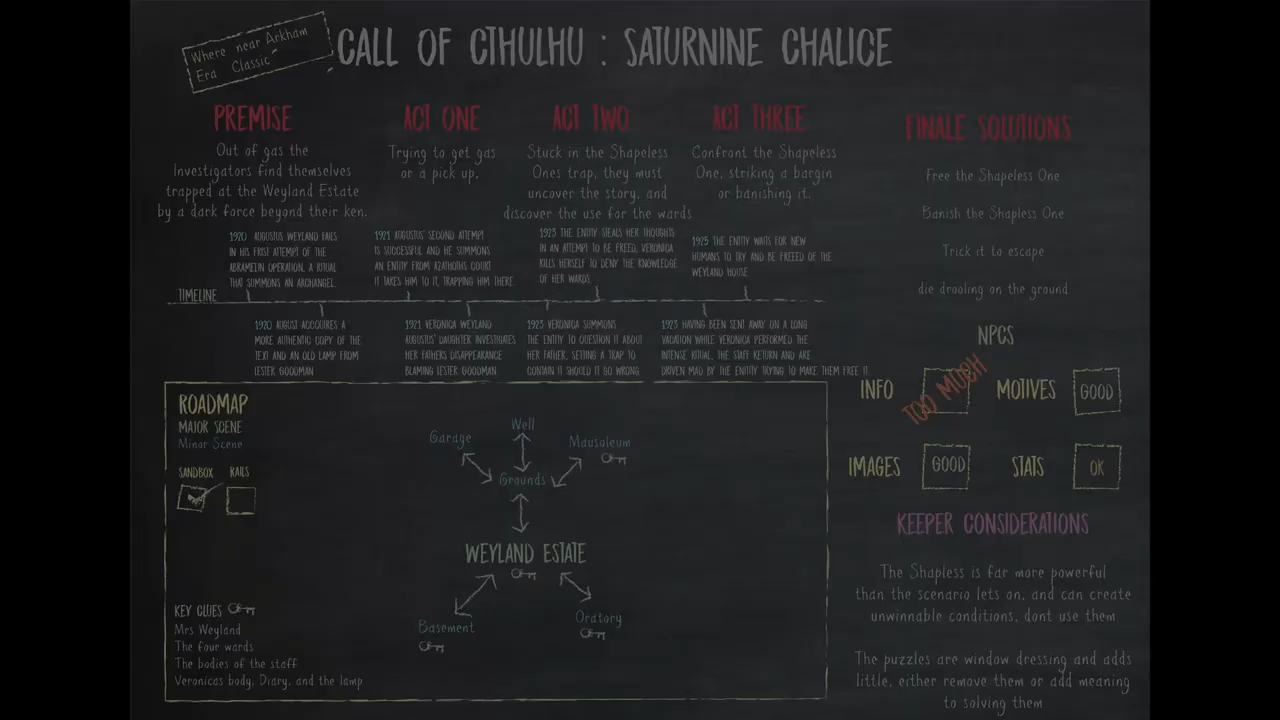 Where near Arkham
Era Classic
CALL OF CTHULHU : SATURNINE CHALICE
PREMISE
Out of gas the
Investigators find themselves
trapped at the Weyland Estate
by a dark force beyond their ken.
ACT ONE
Trying to get gas
or a pick up.
ACT TWO
Stuck in the Shapeless
Ones trap, they must
uncover the story, and
discover the use for the wards
ACT THREE
Confront the Shapeless
One, striking a bargin
or banishing it.
FINALE SOLUTIONS
Free the Shapeless One
Banish the Shapless One
Trick it to escape
die drooling on the ground
1920 AUGUSTUS WEYLAND FAILS
IN HIS FRIST ATTEMPT OF THE
ABRAMELIN OPERATION, A RITUAL
THAT SUMMONS AN ARCHANGEL.
1921 AUGUSTUS' SECOND ATTEMPT
IS SUCCESSFUL AND HE SUMMONS
AN ENTITY FROM AZATHOTHS COURT
IT TAKES HIM TO IT, TRAPPING HIM THERE.
1923 THE ENTITY STEALS HER THOUGHTS
IN AN ATTEMPT TO BE FREED, VERONICA
KILLS HERSELF TO DENY THE KNOWLEDGE
OF HER WARDS.
1925 THE ENTITY WAITS FOR NEW
HUMANS TO TRY AND BE FREEED OF THE
WEYLAND HOUSE
TIMELINE
1920 AUGUST ACCQUIRES A
MORE AUTHENTIC COPY OF THE
TEXT AND AN OLD LAMP FROM
LESTER GOODMAN
1921 VERONICA WEYLAND
AUGUSTUS' DAUGHTER INVESTIGATES
HER FATHERS DISAPPEARANCE
BLAMING LESTER GOODMAN.
1923 VERONICA SUMMONS
THE ENTITY TO QUESTION IT ABOUT
HER FATHER, SETTING A TRAP TO
CONTAIN IT SHOULD IT GO WRONG.
1923 HAVING BEEN SENT AWAY ON A LONG
VACATION WHILE VERONICA PERFORMED THE
INTENSE RITUAL, THE STAFF RETURN AND ARE
DRIVEN MAD BY THE ENTITY TRYING TO MAKE THEM FREE IT.
NPCS
INFO
TOO MUCH
MOTIVES
GOOD
IMAGES
GOOD
STATS
OK
ROADMAP
MAJOR SCENE
Minor Scene
SANDBOX RAILS
Garage
Well
Mausoleum
Grounds
WEYLAND ESTATE
Basement
Oratory
KEY CLUES
Mrs Weyland
The four wards
The bodies of the staff
Veronicas body, Diary, and the lamp
KEEPER CONSIDERATIONS
The Shapless is far more powerful
than the scenario lets on, and can create
unwinnable conditions, dont use them
The puzzles are window dressing and adds
little, either remove them or add meaning
to solving them